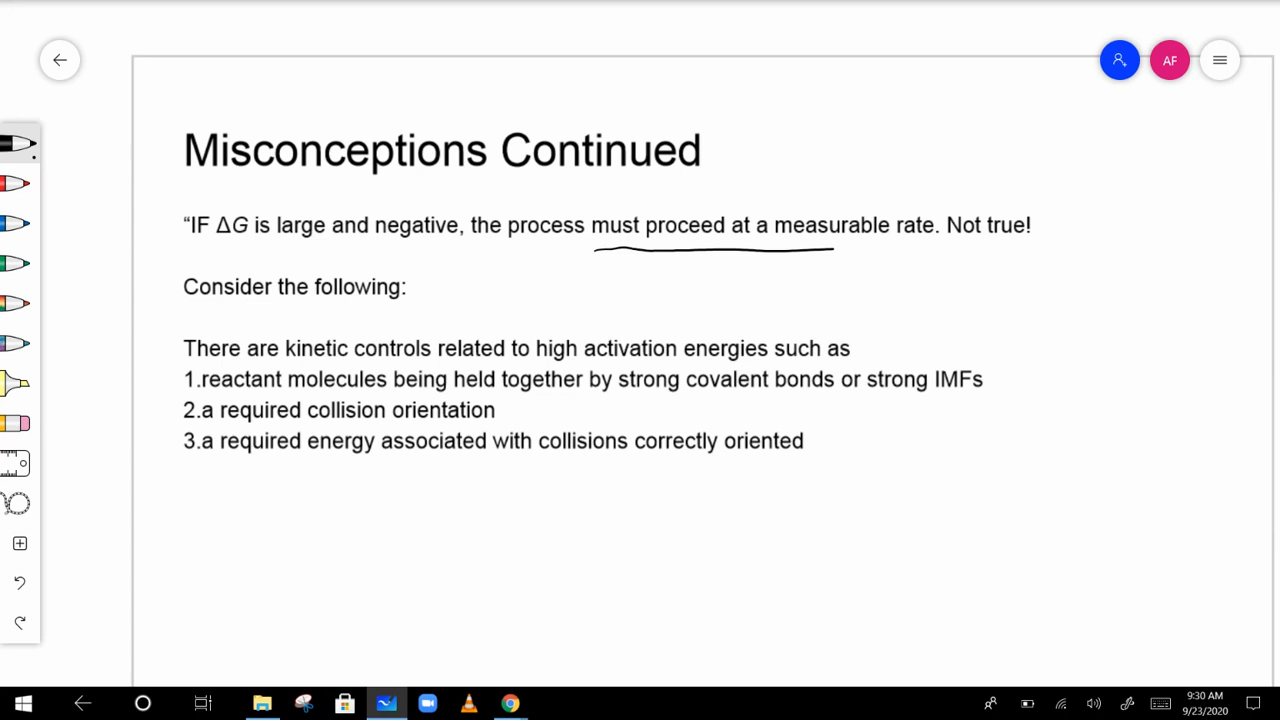 AF
Misconceptions Continued
“IF ΔG is large and negative, the process must proceed at a measurable rate. Not true!
Consider the following:
There are kinetic controls related to high activation energies such as
1.reactant molecules being held together by strong covalent bonds or strong IMFs
2.a required collision orientation
3.a required energy associated with collisions correctly oriented
9:30 AM
9/23/2020